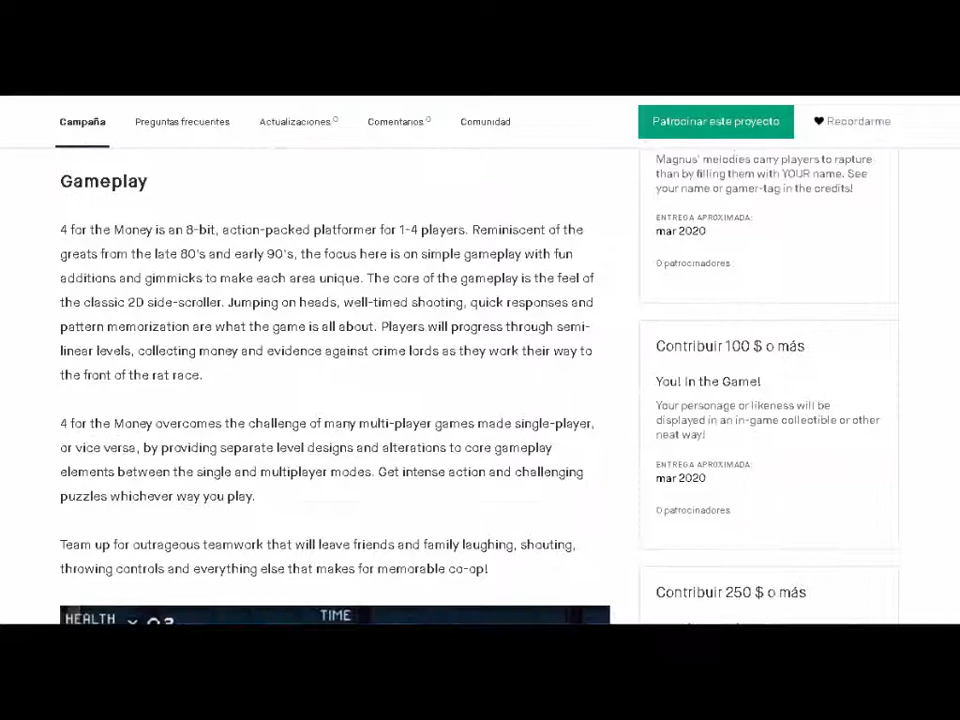 Campaña
Preguntas frecuentes
Actualizaciones 0
Comentarios 0
Comunidad
Patrocinar este proyecto
Recordarme
Gameplay
4 for the Money is an 8-bit, action-packed platformer for 1-4 players. Reminiscent of the
greats from the late 80's and early 90's, the focus here is on simple gameplay with fun
additions and gimmicks to make each area unique. The core of the gameplay is the feel of
the classic 2D side-scroller. Jumping on heads, well-timed shooting, quick responses and
pattern memorization are what the game is all about. Players will progress through semi-
linear levels, collecting money and evidence against crime lords as they work their way to
the front of the rat race.
4 for the Money overcomes the challenge of many multi-player games made single-player,
or vice versa, by providing separate level designs and alterations to core gameplay
elements between the single and multiplayer modes. Get intense action and challenging
puzzles whichever way you play.
Team up for outrageous teamwork that will leave friends and family laughing, shouting,
throwing controls and everything else that makes for memorable co-op!
HEALTH
TIME
Magnus' melodies carry players to rapture
than by filling them with YOUR name. See
your name or gamer-tag in the credits!
ENTREGA APROXIMADA:
mar 2020
0 patrocinadores
Contribuir 100 $ o más
You! In the Game!
Your personage or likeness will be
displayed in an in-game collectible or other
neat way!
ENTREGA APROXIMADA:
mar 2020
0 patrocinadores
Contribuir 250 $ o más